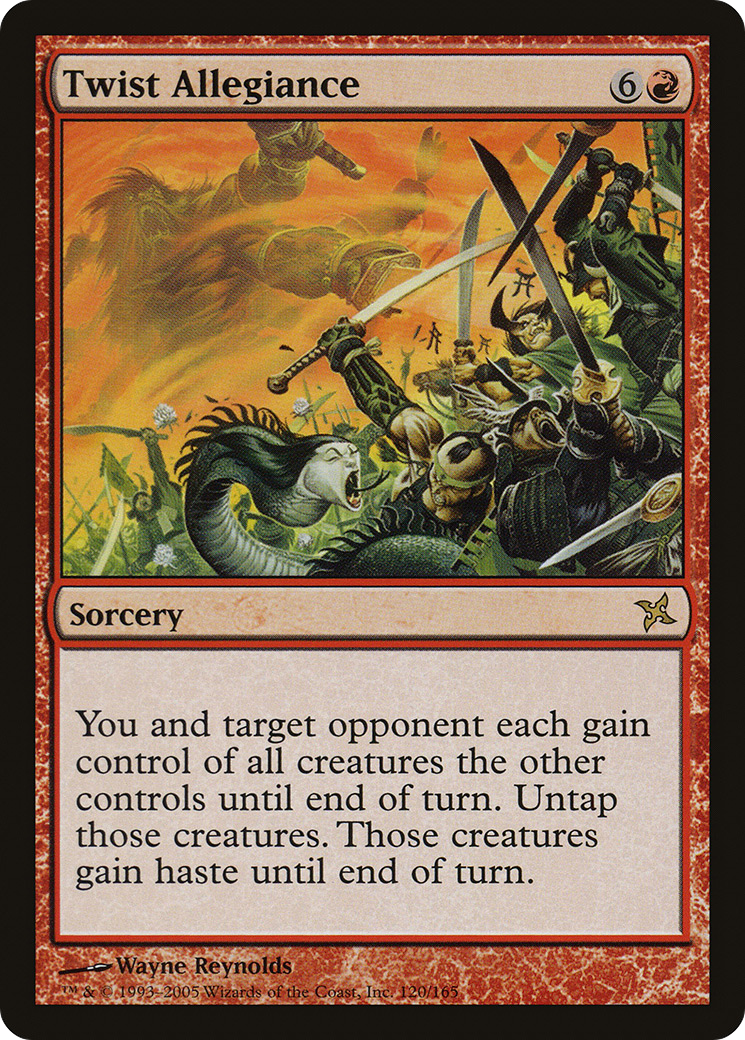 Twist Allegiance 6
Sorcery
You and target opponent each gain
control of all creatures the other
controls until end of turn. Untap
those creatures. Those creatures
gain haste until end of turn.
Wayne Reynolds
™ & © 1993–2005 Wizards of the Coast, Inc. 120/165